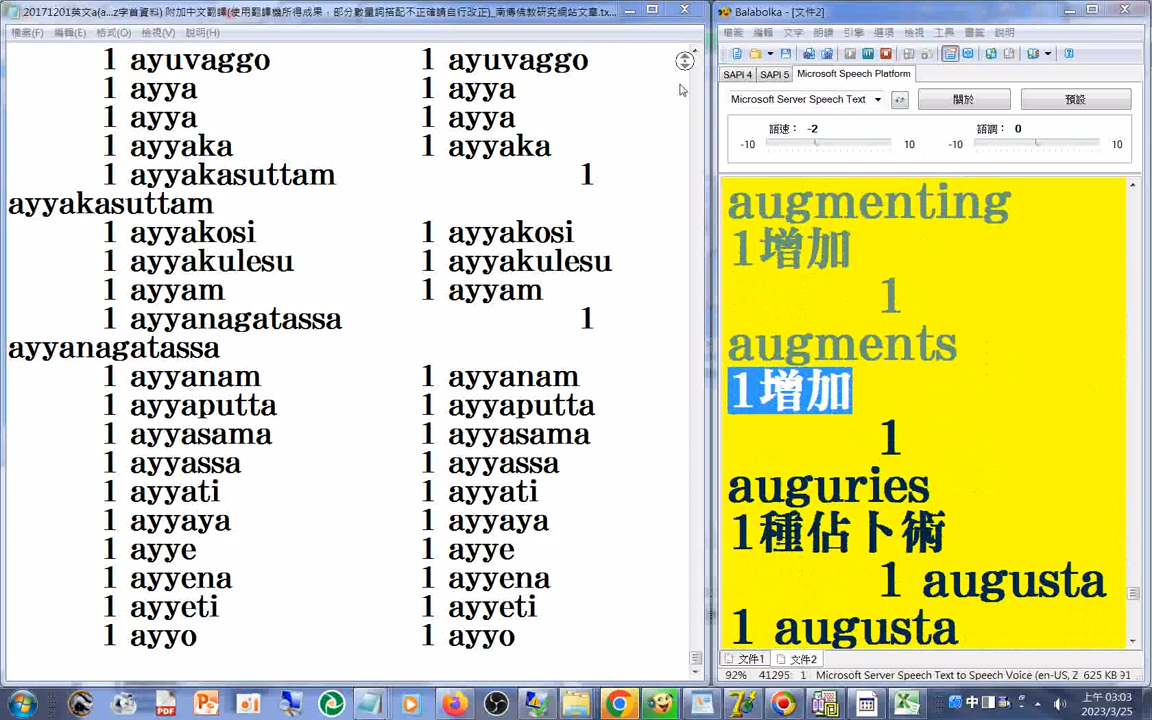 20171201英文a(a...z字首資料) 附加中文翻譯(使用翻譯機所得成果，部分數量詞搭配不正確請自行改正)_南傳佛教研究網站文章.tx...
檔案(F) 編輯(E) 格式(O) 檢視(V) 說明(H)
1 ayuvaggo 1 ayuvaggo
1 ayya 1 ayya
1 ayya 1 ayya
1 ayyaka 1 ayyaka
1 ayyakasuttam 1
ayyakasuttam
1 ayyakosi 1 ayyakosi
1 ayyakulesu 1 ayyakulesu
1 ayyam 1 ayyam
1 ayyanagatassa 1
ayyanagatassa
1 ayyanam 1 ayyanam
1 ayyaputta 1 ayyaputta
1 ayyasama 1 ayyasama
1 ayyassa 1 ayyassa
1 ayyati 1 ayyati
1 ayyaya 1 ayyaya
1 ayye 1 ayye
1 ayyena 1 ayyena
1 ayyeti 1 ayyeti
1 ayyo 1 ayyo
Balabolka - [文件2]
檔案 編輯 文字 朗讀 引擎 選項 檢視 工具 書籤 說明
SAPI 4 SAPI 5 Microsoft Speech Platform
Microsoft Server Speech Text 關於 預設
語速： -2 語調： 0
-10 10 -10 10
augmenting
1增加
1
augments
1增加
1
auguries
1種佔卜術
1 augusta
1 augusta
文件1 文件2
92% 41295: 1 Microsoft Server Speech Text to Speech Voice (en-US, Z 625 KB 91
中
上午 03:03
2023/3/25